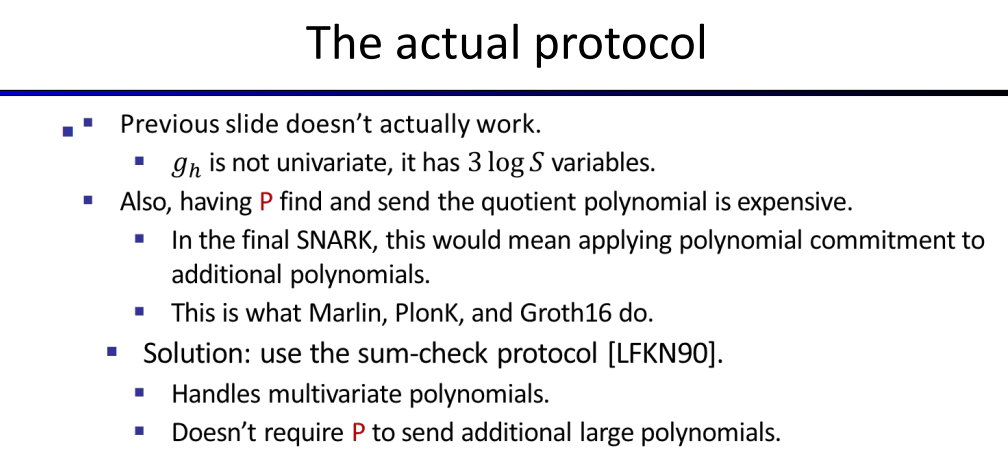 The actual protocol
Previous slide doesn't actually work.
g_h is not univariate, it has 3 log S variables.
Also, having P find and send the quotient polynomial is expensive.
In the final SNARK, this would mean applying polynomial commitment to
additional polynomials.
This is what Marlin, PlonK, and Groth16 do.
Solution: use the sum-check protocol [LFKN90].
Handles multivariate polynomials.
Doesn't require P to send additional large polynomials.